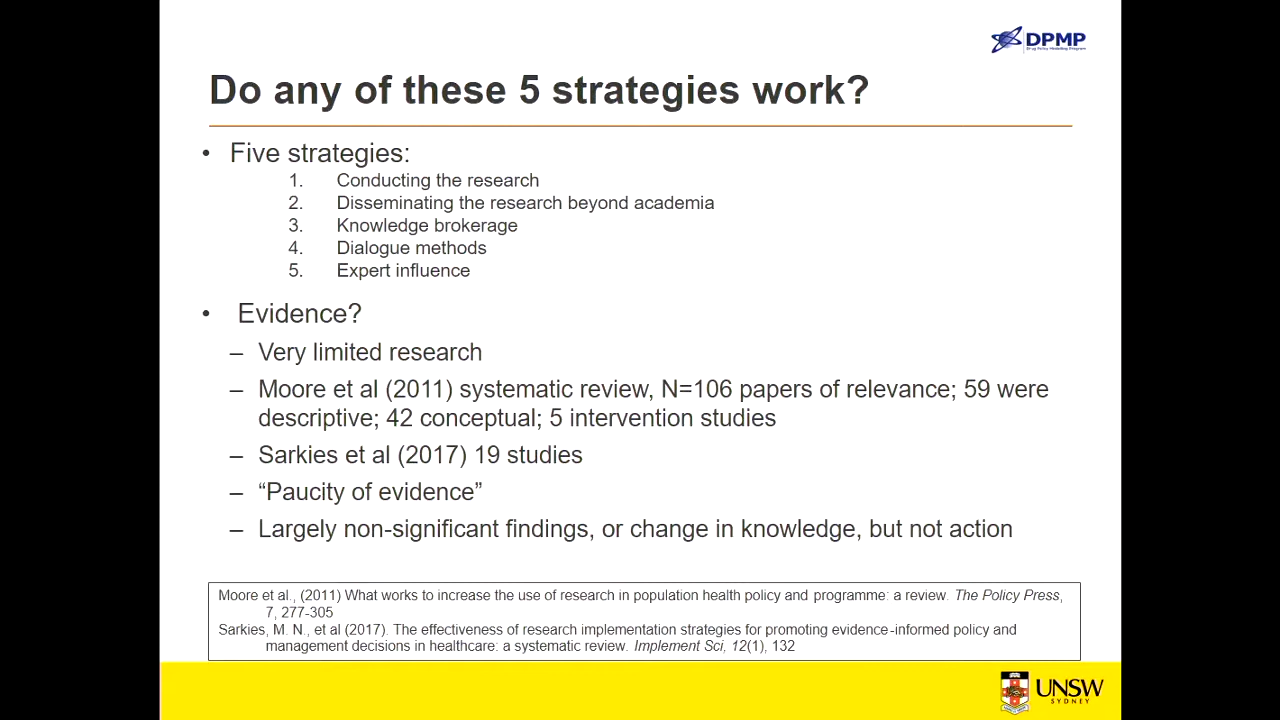 DPMP
Drug Policy Modelling Program
Do any of these 5 strategies work?
• Five strategies:
1. Conducting the research
2. Disseminating the research beyond academia
3. Knowledge brokerage
4. Dialogue methods
5. Expert influence
• Evidence?
– Very limited research
– Moore et al (2011) systematic review, N=106 papers of relevance; 59 were
descriptive; 42 conceptual; 5 intervention studies
– Sarkies et al (2017) 19 studies
– “Paucity of evidence”
– Largely non-significant findings, or change in knowledge, but not action
Moore et al., (2011) What works to increase the use of research in population health policy and programme: a review. The Policy Press,
7, 277-305
Sarkies, M. N., et al (2017). The effectiveness of research implementation strategies for promoting evidence-informed policy and
management decisions in healthcare: a systematic review. Implement Sci, 12(1), 132
UNSW
SYDNEY